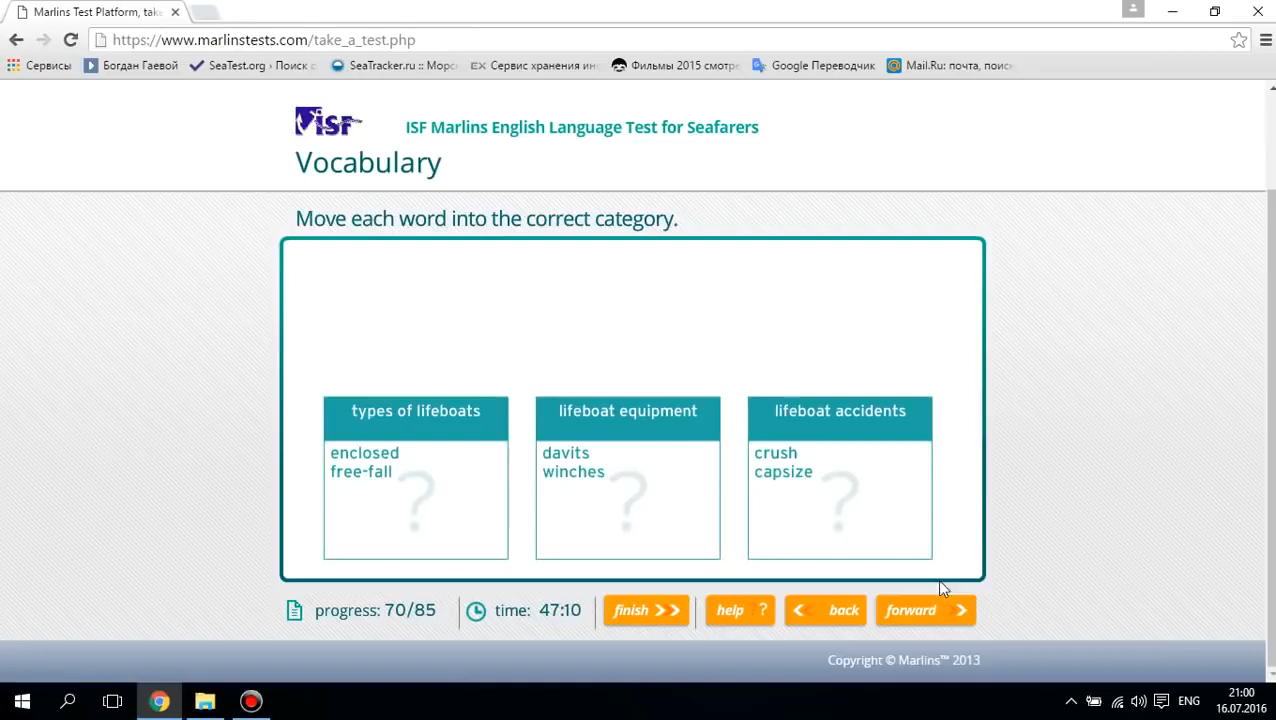 Marlins Test Platform, tak
https://www.marlinstests.com/take_a_test.php
Сервисы
Богдан Гаевой
SeaTest.org › Поиск с
SeaTracker.ru :: Морс
EX Сервис хранения ин
Фильмы 2015 смотре
Google Переводчик
Mail.Ru: почта, поиск
ISF ISF Marlins English Language Test for Seafarers
Vocabulary
Move each word into the correct category.
types of lifeboats
enclosed
free-fall
?
lifeboat equipment
davits
winches
?
lifeboat accidents
crush
capsize
?
progress: 70/85
time: 47:10
finish >>
help ?
< back
forward >
Copyright © Marlins™ 2013
ENG
21:00
16.07.2016